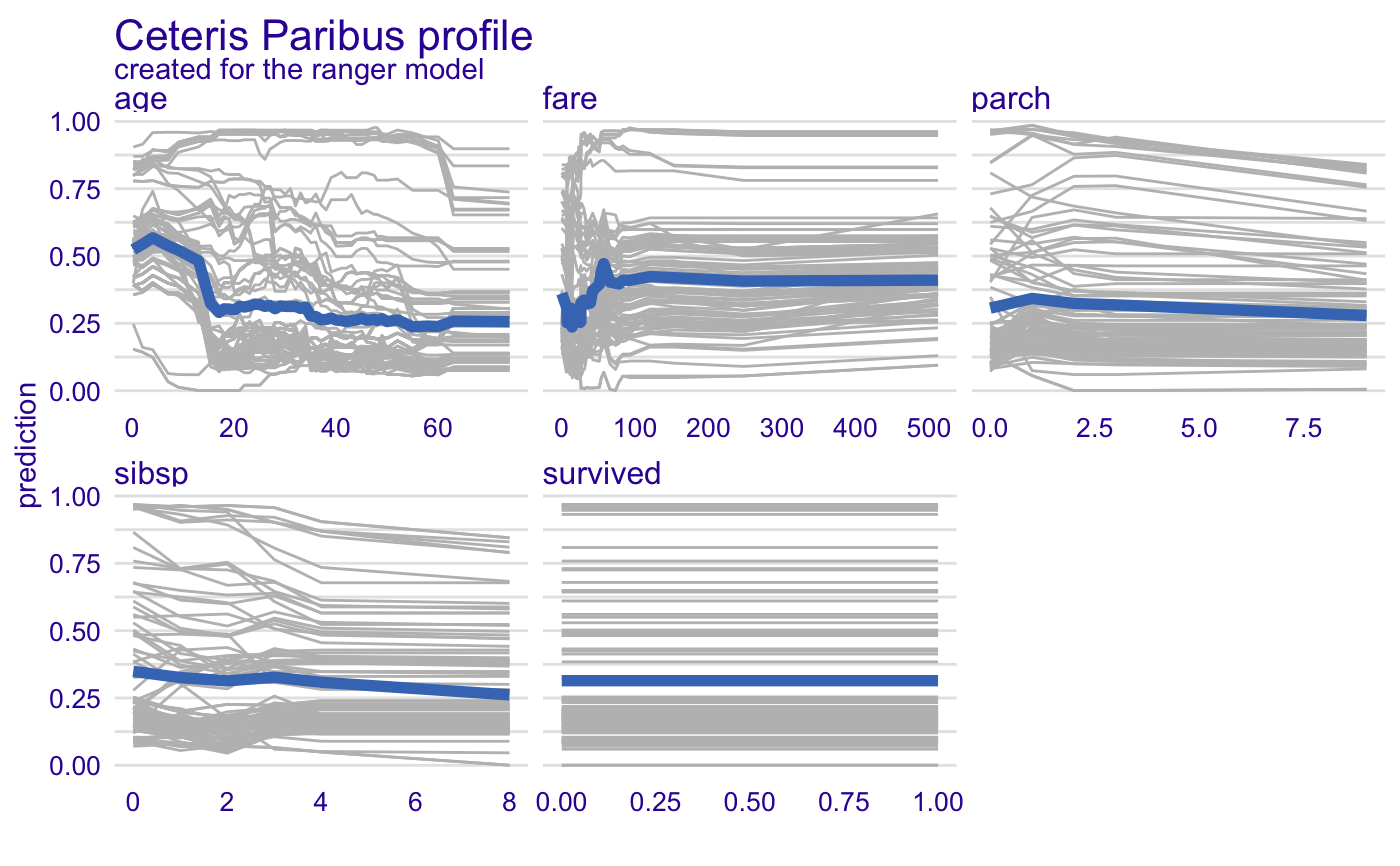 Ceteris Paribus profile
created for the ranger model
age fare parch
1.00
0.75
0.50
0.25
0.00
0 20 40 60 0 100 200 300 400 500 0.0 2.5 5.0 7.5
prediction
sibsp survived
1.00
0.75
0.50
0.25
0.00
0 2 4 6 8 0.00 0.25 0.50 0.75 1.00